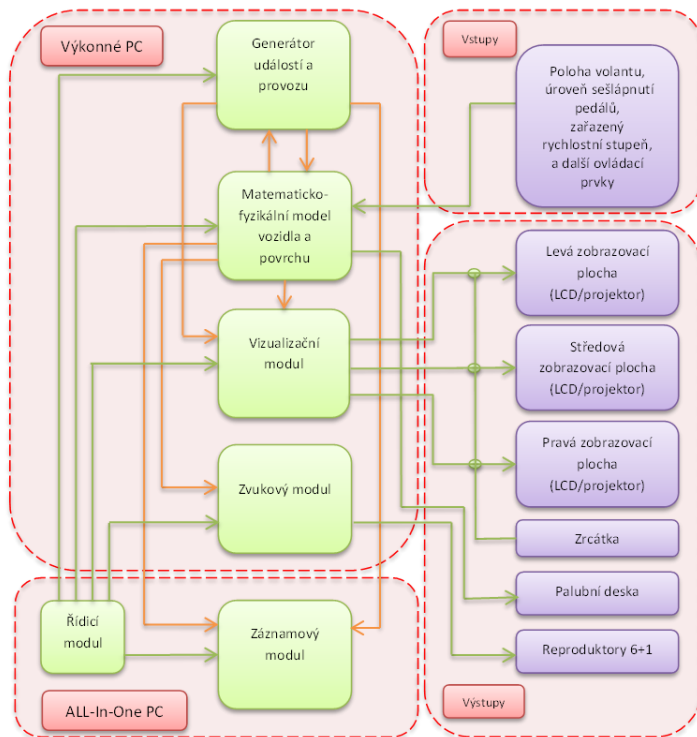 Výkonné PC
Generátor
událostí a
provozu
Matematicko-
fyzikální model
vozidla a
povrchu
Vizualizační
modul
Zvukový modul
Řídicí
modul
Záznamový
modul
ALL-In-One PC
Vstupy
Poloha volantu,
úroveň sešlápnutí
pedálů,
zařazený
rychlostní stupeň,
a další ovládací
prvky
Levá zobrazovací
plocha
(LCD/projektor)
Středová
zobrazovací plocha
(LCD/projektor)
Pravá zobrazovací
plocha
(LCD/projektor)
Zrcátka
Palubní deska
Reproduktory 6+1
Výstupy